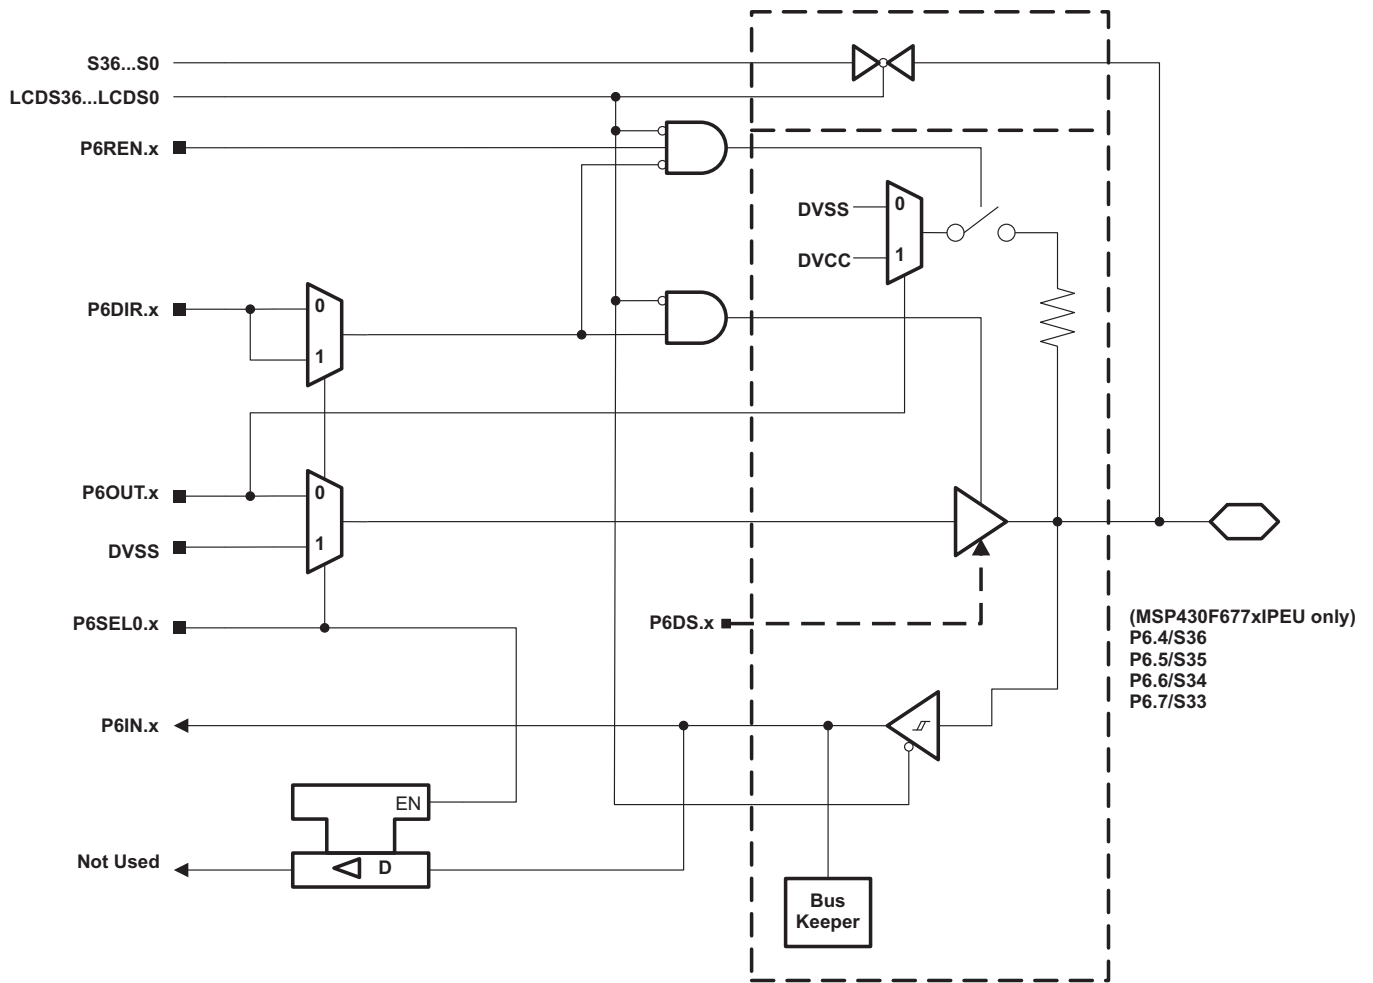 S36...S0
LCDS36...LCDS0
P6REN.x
DVSS
0
DVCC
1
P6DIR.x
0
1
P6OUT.x
0
DVSS
1
P6SEL0.x
P6DS.x
(MSP430F677xIPEU only)
P6.4/S36
P6.5/S35
P6.6/S34
P6.7/S33
P6IN.x
EN
Not Used
D
Bus
Keeper